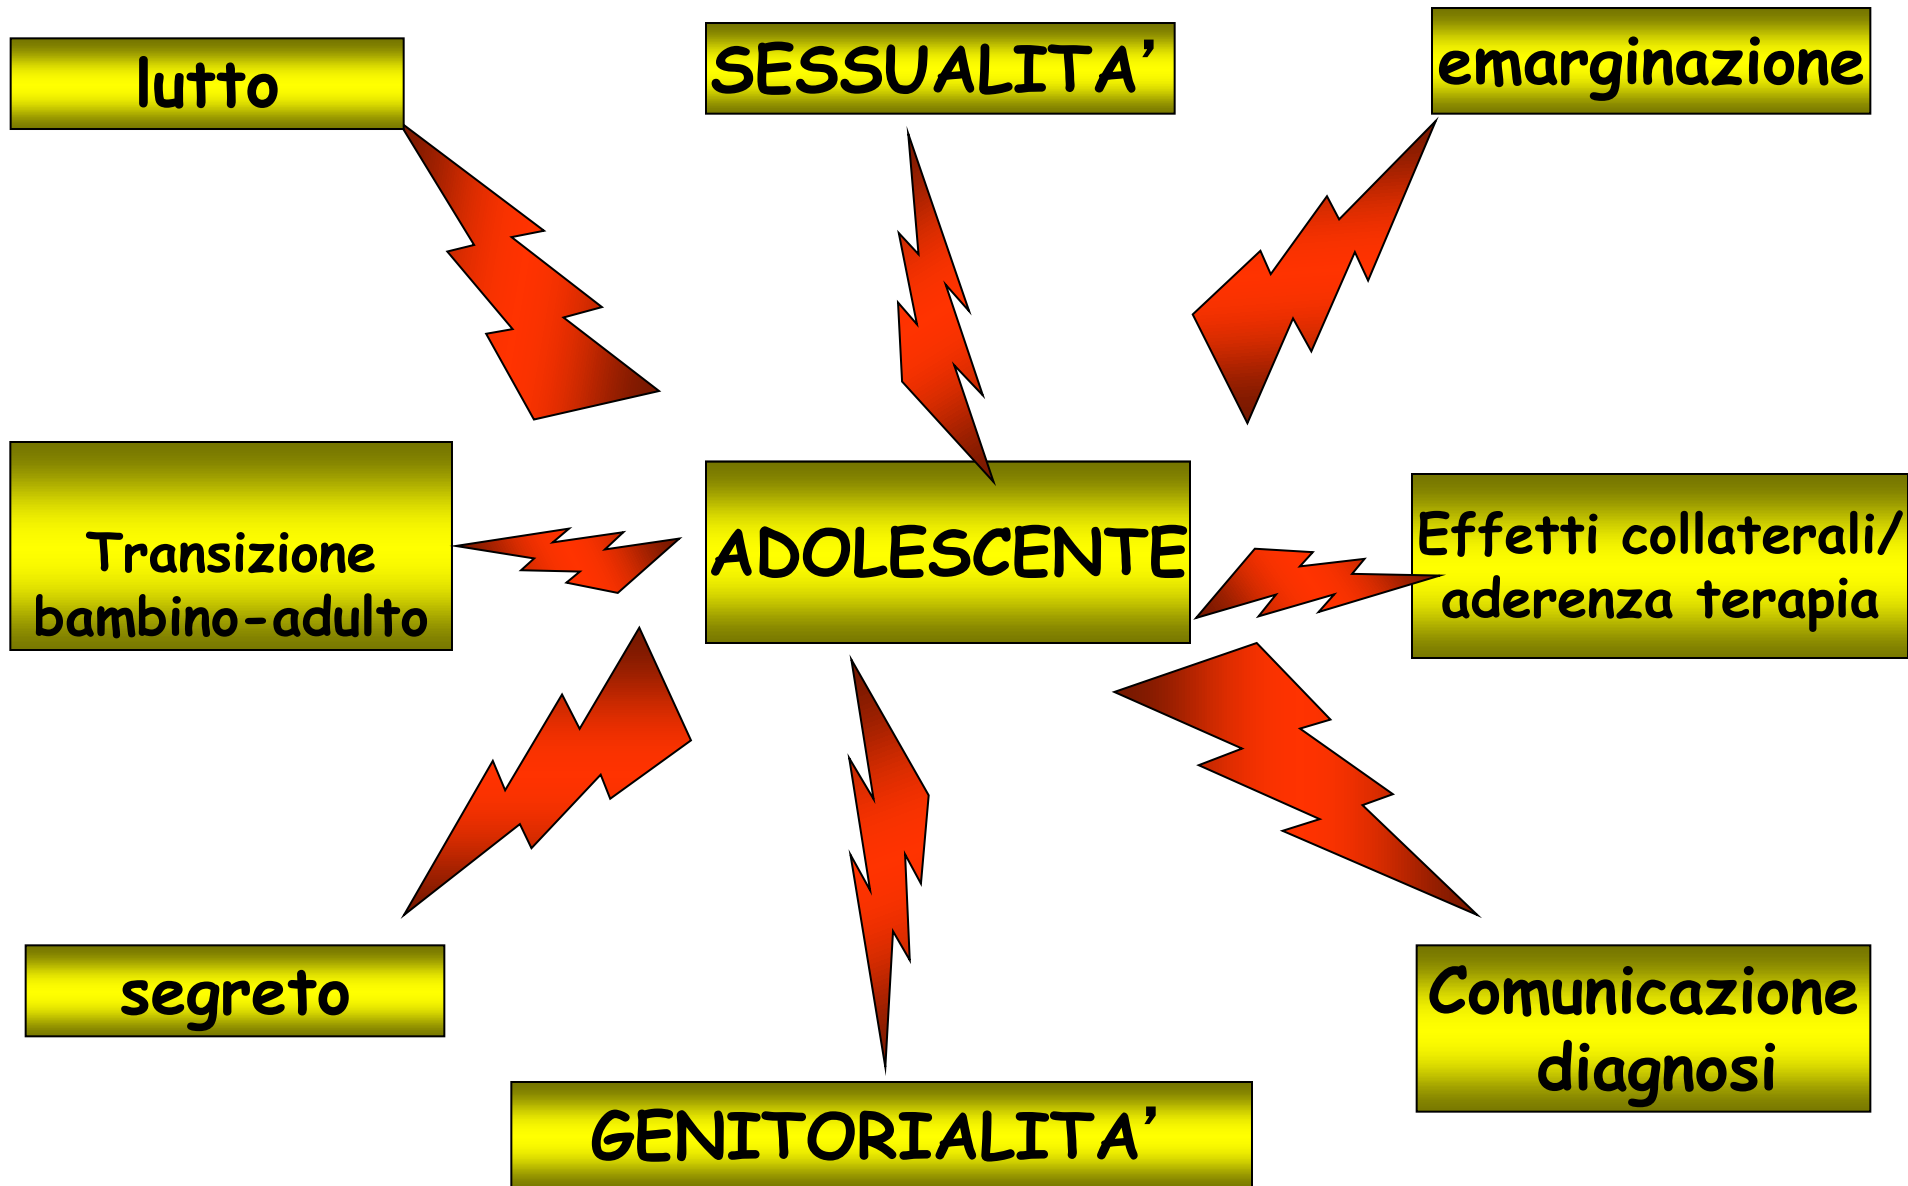 lutto
SESSUALITA’
emarginazione
Transizione
bambino-adulto
ADOLESCENTE
Effetti collaterali/
aderenza terapia
segreto
Comunicazione
diagnosi
GENITORIALITA’